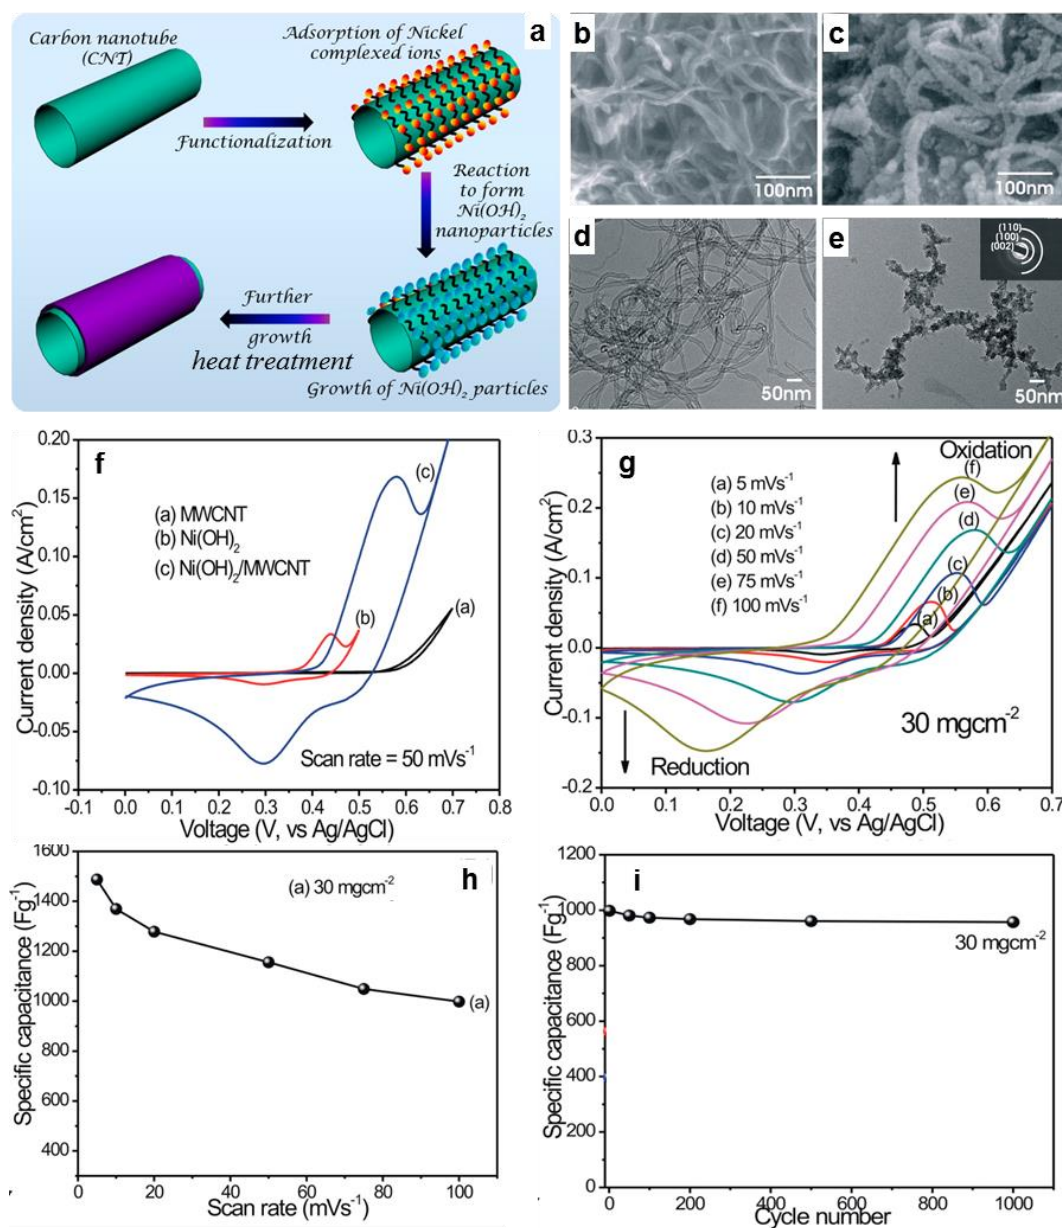 a
Carbon nanotube
(CNT)
Functionalization
Adsorption of Nickel
complexed ions
Reaction
to form
Ni(OH)₂
nanoparticles
Further
growth
heat treatment
Growth of Ni(OH)₂ particles
b
100nm
c
100nm
d
50nm
e
(110)
(100)
(002)
50nm
f
0.20
0.15
0.10
0.05
0.00
-0.05
-0.10
Current density (A/cm²)
(a) MWCNT
(b) Ni(OH)₂
(c) Ni(OH)₂/MWCNT
(c)
(b)
(a)
Scan rate = 50 mVs⁻¹
-0.1 0.0 0.1 0.2 0.3 0.4 0.5 0.6 0.7 0.8
Voltage (V, vs Ag/AgCl)
g
0.3
0.2
0.1
0.0
-0.1
-0.2
Current density (A/cm²)
(a) 5 mVs⁻¹
(b) 10 mVs⁻¹
(c) 20 mVs⁻¹
(d) 50 mVs⁻¹
(e) 75 mVs⁻¹
(f) 100 mVs⁻¹
Oxidation
(f)
(e)
(d)
(c)
(b)
(a)
30 mgcm⁻²
Reduction
0.0 0.1 0.2 0.3 0.4 0.5 0.6 0.7
Voltage (V, vs Ag/AgCl)
h
1600
1400
1200
1000
800
600
400
Specific capacitance (Fg⁻¹)
(a) 30 mgcm⁻²
(a)
0 20 40 60 80 100
Scan rate (mVs⁻¹)
i
1200
1000
800
600
400
200
0
Specific capacitance (Fg⁻¹)
30 mgcm⁻²
0 200 400 600 800 1000
Cycle number